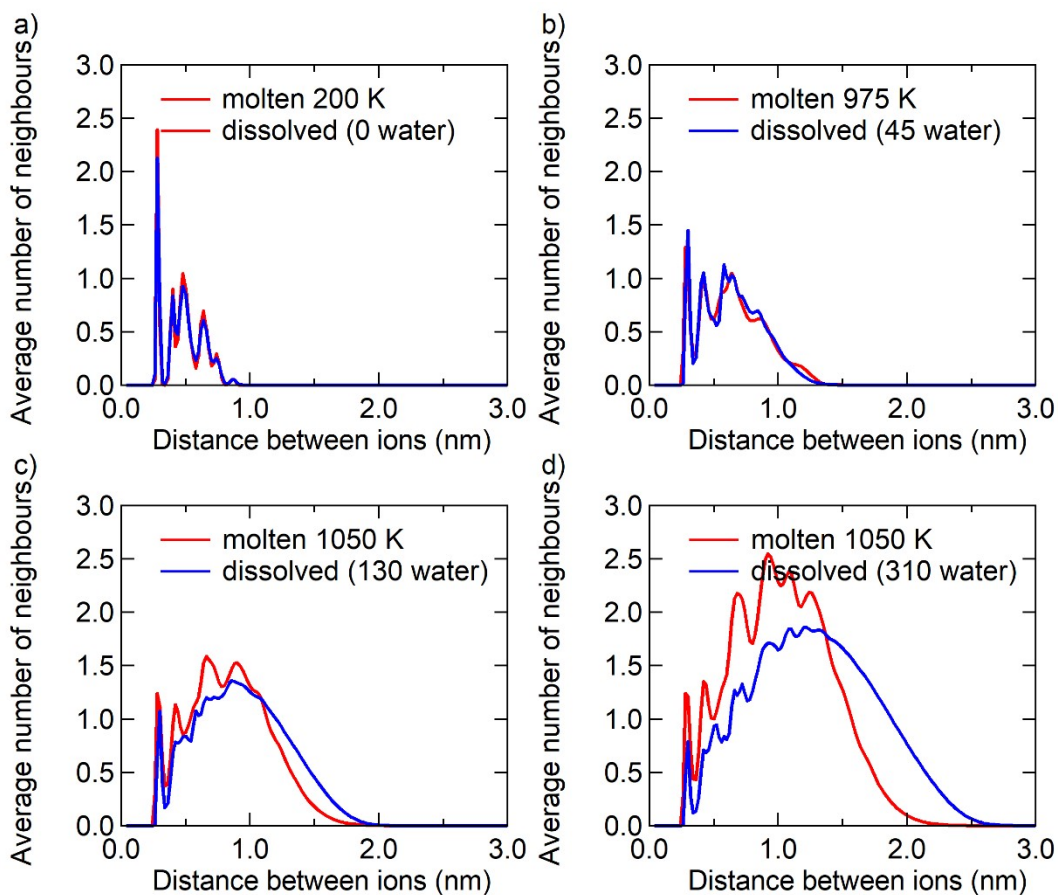 a)
Average number of neighbours
3.0
2.5
2.0
1.5
1.0
0.5
0.0
molten 200 K
dissolved (0 water)
0.0 1.0 2.0 3.0
Distance between ions (nm)
b)
Average number of neighbours
3.0
2.5
2.0
1.5
1.0
0.5
0.0
molten 975 K
dissolved (45 water)
0.0 1.0 2.0 3.0
Distance between ions (nm)
c)
Average number of neighbours
3.0
2.5
2.0
1.5
1.0
0.5
0.0
molten 1050 K
dissolved (130 water)
0.0 1.0 2.0 3.0
Distance between ions (nm)
d)
Average number of neighbours
3.0
2.5
2.0
1.5
1.0
0.5
0.0
molten 1050 K
dissolved (310 water)
0.0 1.0 2.0 3.0
Distance between ions (nm)